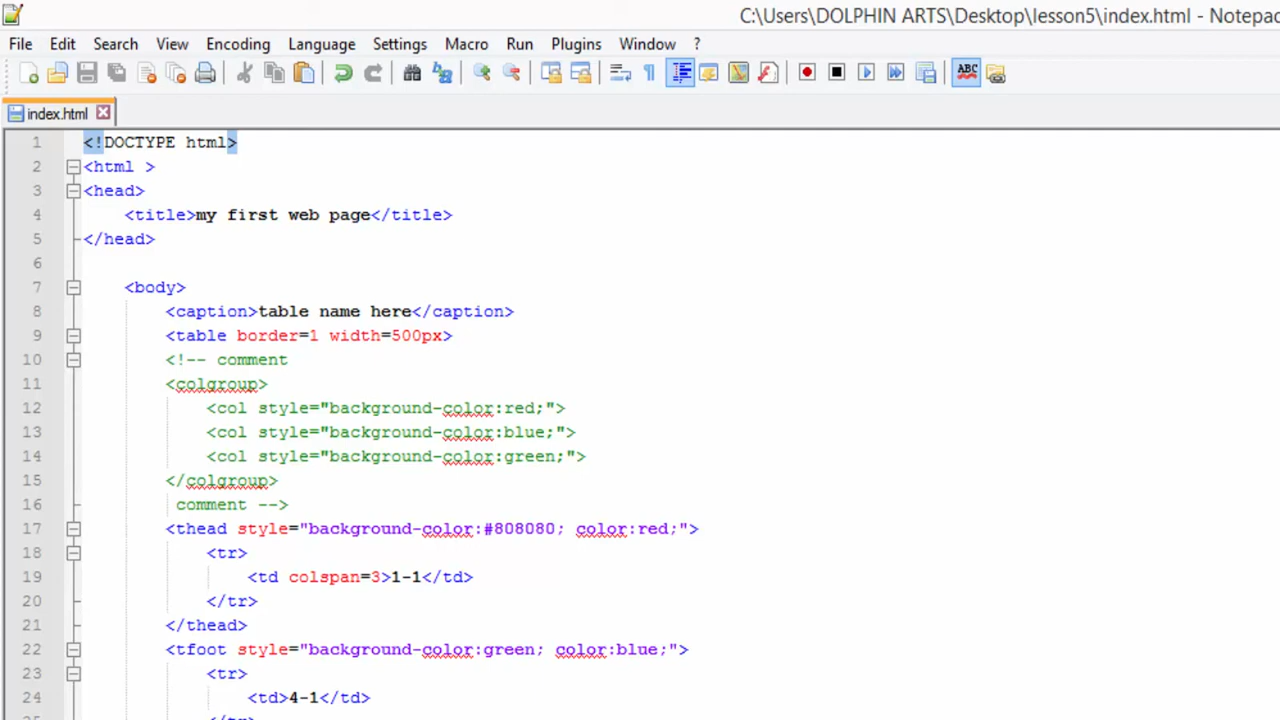 C:\Users\DOLPHIN ARTS\Desktop\lesson5\index.html - Notepad
File Edit Search View Encoding Language Settings Macro Run Plugins Window ?
ABC
index.html
1 <!DOCTYPE html>
2 <html >
3 <head>
4 <title>my first web page</title>
5 </head>
6
7 <body>
8 <caption>table name here</caption>
9 <table border=1 width=500px>
10 <!-- comment
11 <colgroup>
12 <col style="background-color:red;">
13 <col style="background-color:blue;">
14 <col style="background-color:green;">
15 </colgroup>
16 comment -->
17 <thead style="background-color:#808080; color:red;">
18 <tr>
19 <td colspan=3>1-1</td>
20 </tr>
21 </thead>
22 <tfoot style="background-color:green; color:blue;">
23 <tr>
24 <td>4-1</td>